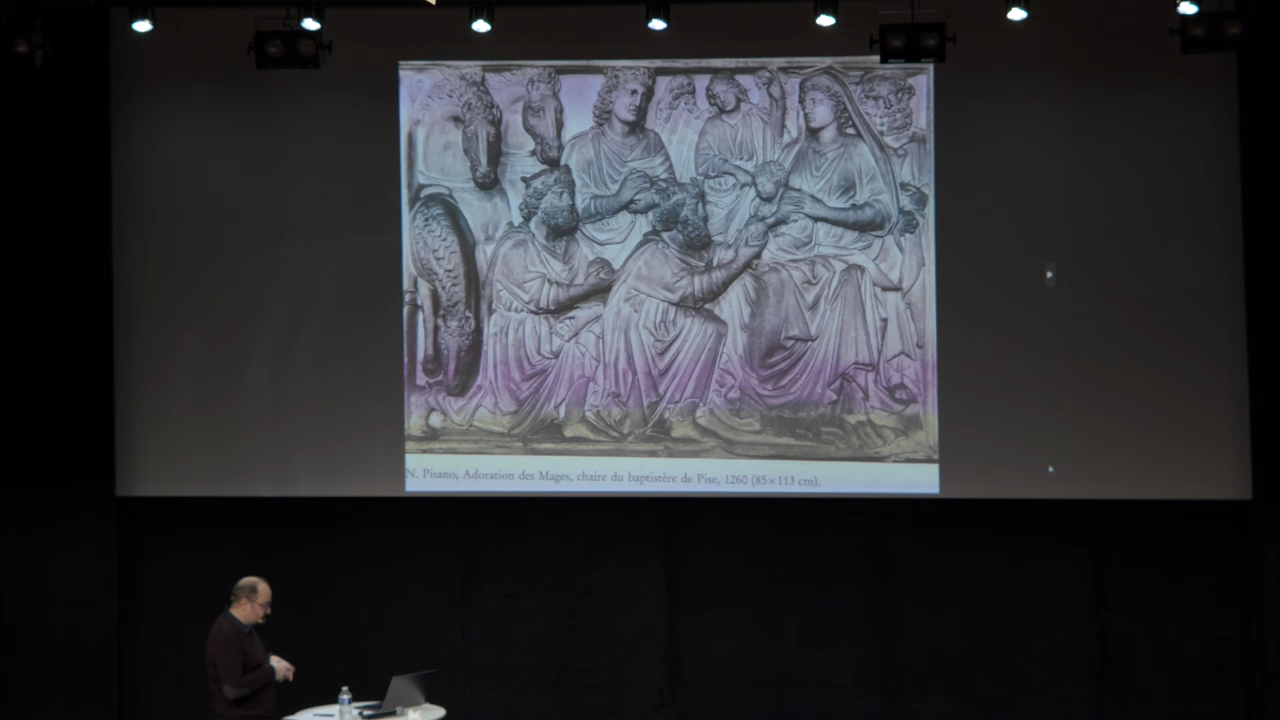 N. Pisano, Adoration des Mages, chaire du baptistère de Pise, 1260 (85×113 cm).